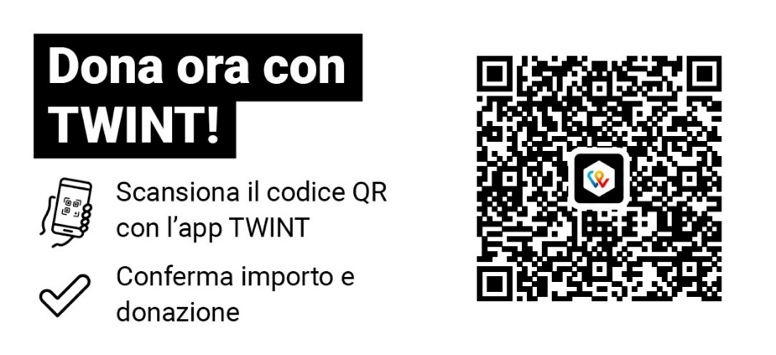 Dona ora con
TWINT!
Scansiona il codice QR
con l’app TWINT
Conferma importo e
donazione